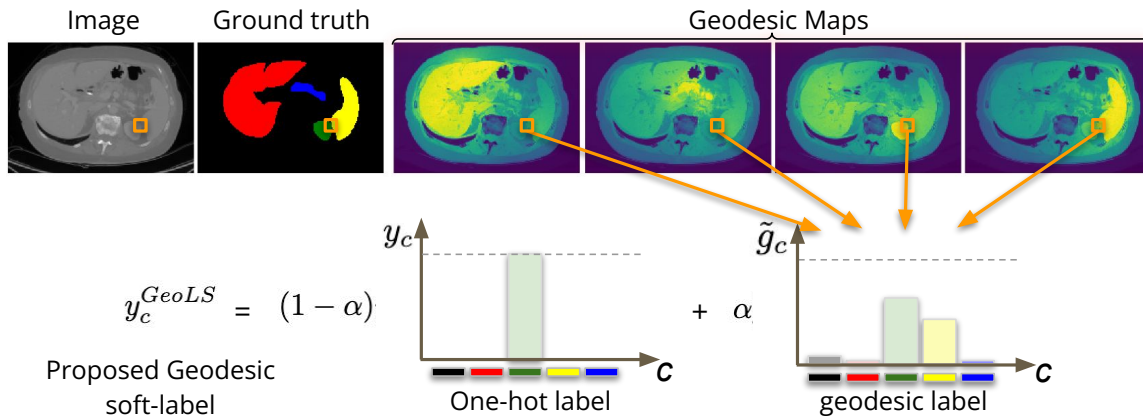 Image Ground truth Geodesic Maps
y_c
g̃_c
y_c^{GeoLS} = (1 − α) + α
C C
Proposed Geodesic
soft-label
One-hot label geodesic label